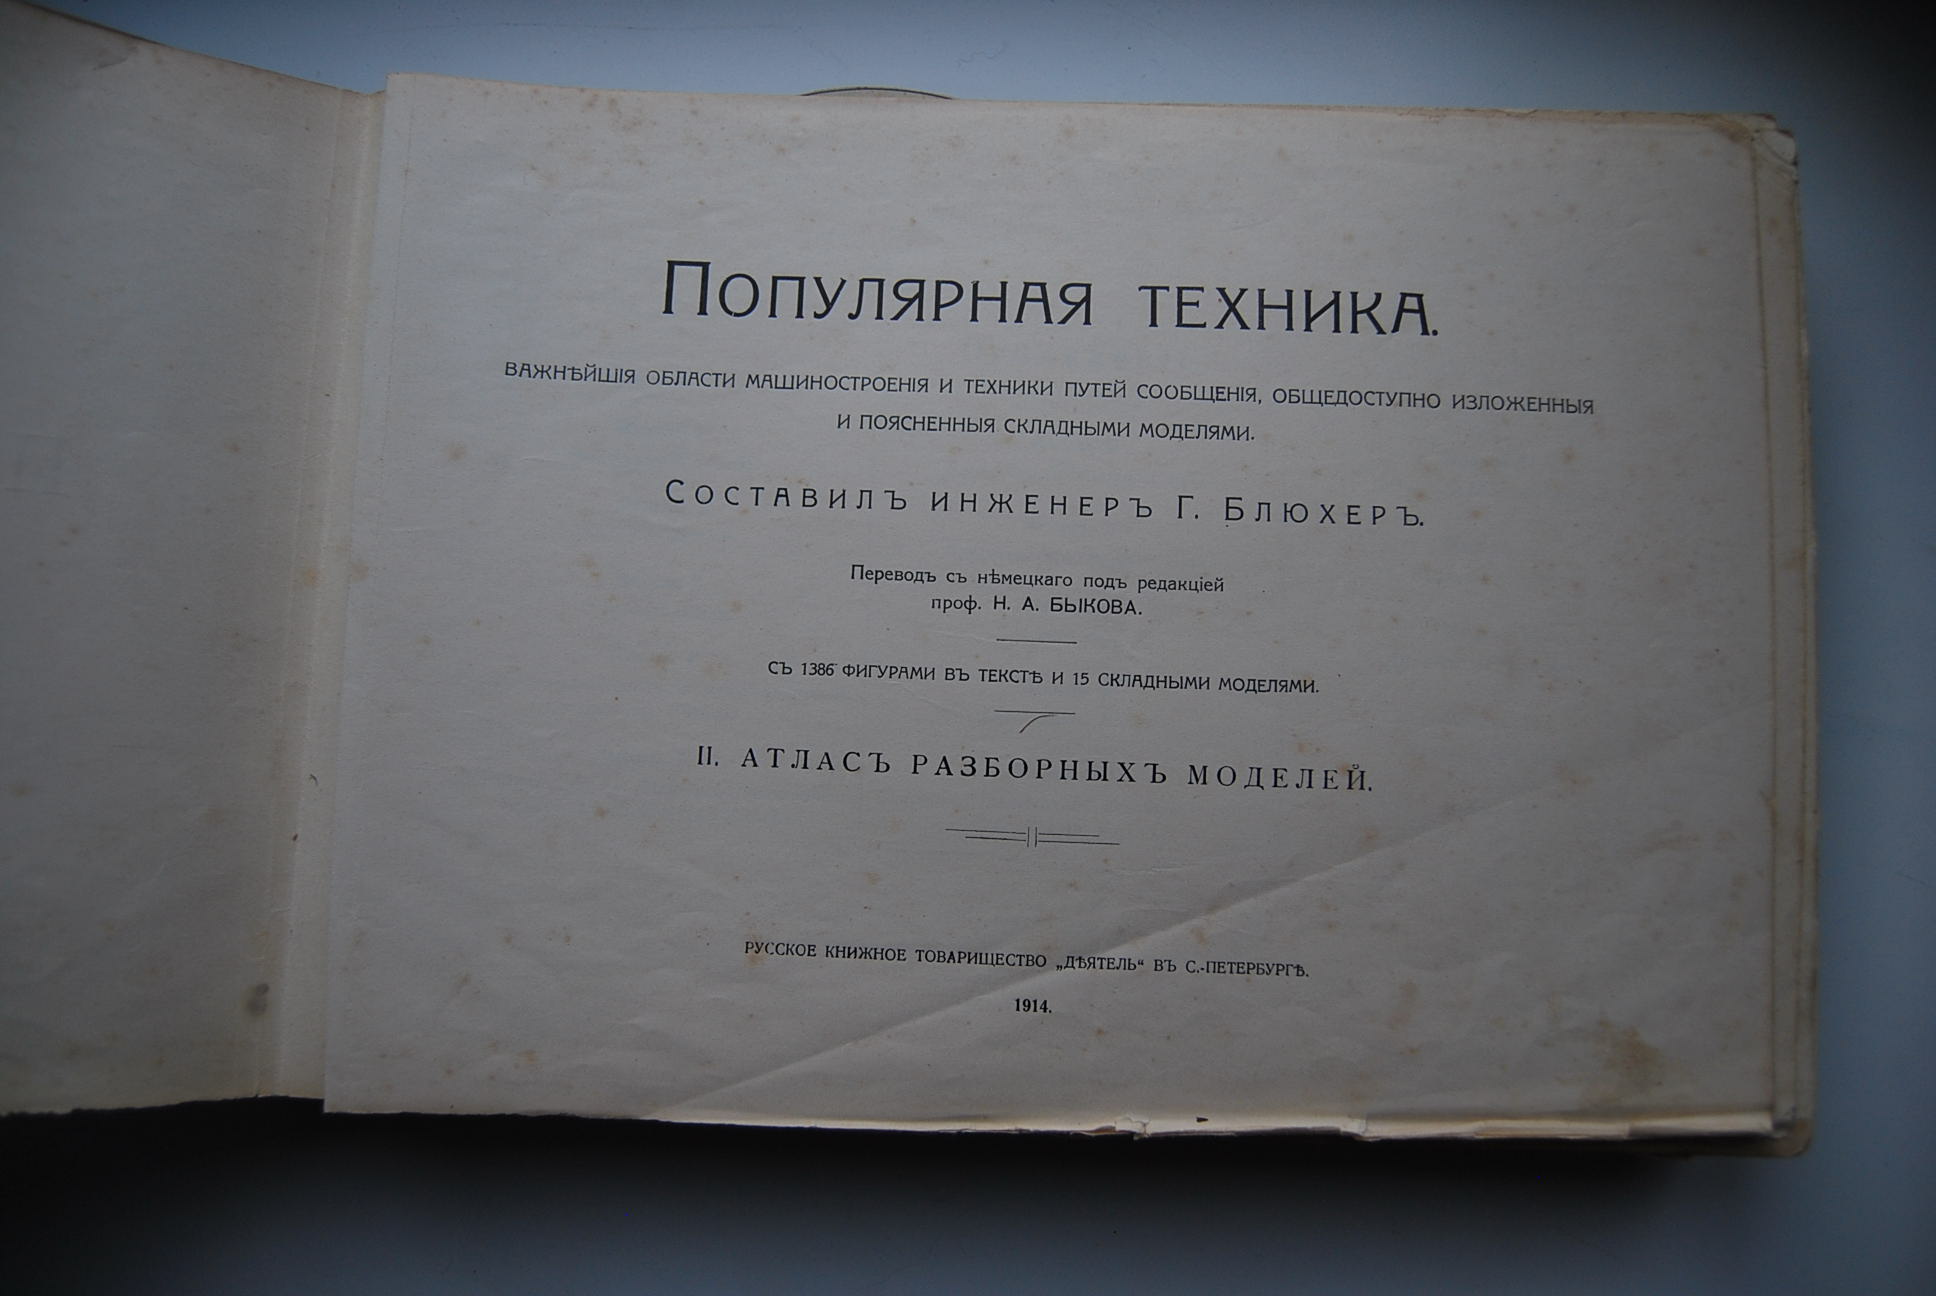 Популярная техника.
Важнѣйшія области машиностроенія и техники путей сообщенія, общедоступно изложенныя
и поясненныя складными моделями.
Составилъ инженеръ Г. Блюхеръ.
Переводъ съ нѣмецкаго подъ редакціей
проф. Н. А. БЫКОВА.
Съ 1386 фигурами въ текстѣ и 15 складными моделями.
II. АТЛАСЪ РАЗБОРНЫХЪ МОДЕЛЕЙ.
РУССКОЕ КНИЖНОЕ ТОВАРИЩЕСТВО „ДѢЯТЕЛЬ“ ВЪ С.-ПЕТЕРБУРГѢ.
1914.